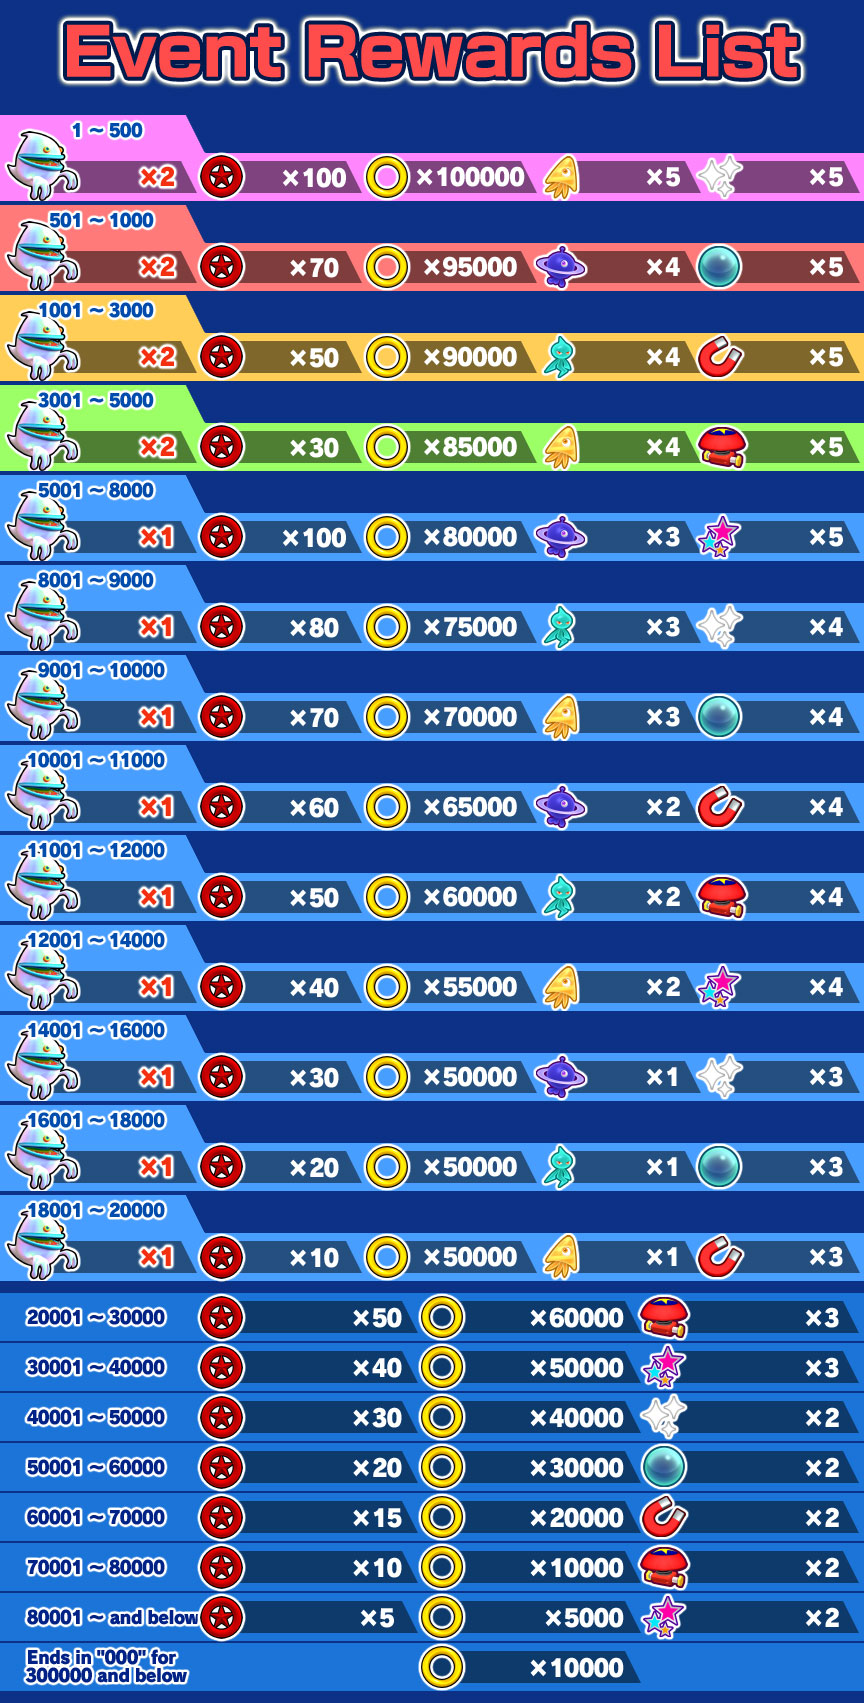 Event Rewards List
1 ~ 500
×2 ×100 ×100000 ×5 ×5
501 ~ 1000
×2 ×70 ×95000 ×4 ×5
1001 ~ 3000
×2 ×50 ×90000 ×4 ×5
3001 ~ 5000
×2 ×30 ×85000 ×4 ×5
5001 ~ 8000
×1 ×100 ×80000 ×3 ×5
8001 ~ 9000
×1 ×80 ×75000 ×3 ×4
9001 ~ 10000
×1 ×70 ×70000 ×3 ×4
10001 ~ 11000
×1 ×60 ×65000 ×2 ×4
11001 ~ 12000
×1 ×50 ×60000 ×2 ×4
12001 ~ 14000
×1 ×40 ×55000 ×2 ×4
14001 ~ 16000
×1 ×30 ×50000 ×1 ×3
16001 ~ 18000
×1 ×20 ×50000 ×1 ×3
18001 ~ 20000
×1 ×10 ×50000 ×1 ×3
20001 ~ 30000 ×50 ×60000 ×3
30001 ~ 40000 ×40 ×50000 ×3
40001 ~ 50000 ×30 ×40000 ×2
50001 ~ 60000 ×20 ×30000 ×2
60001 ~ 70000 ×15 ×20000 ×2
70001 ~ 80000 ×10 ×10000 ×2
80001 ~ and below ×5 ×5000 ×2
Ends in "000" for
300000 and below ×10000